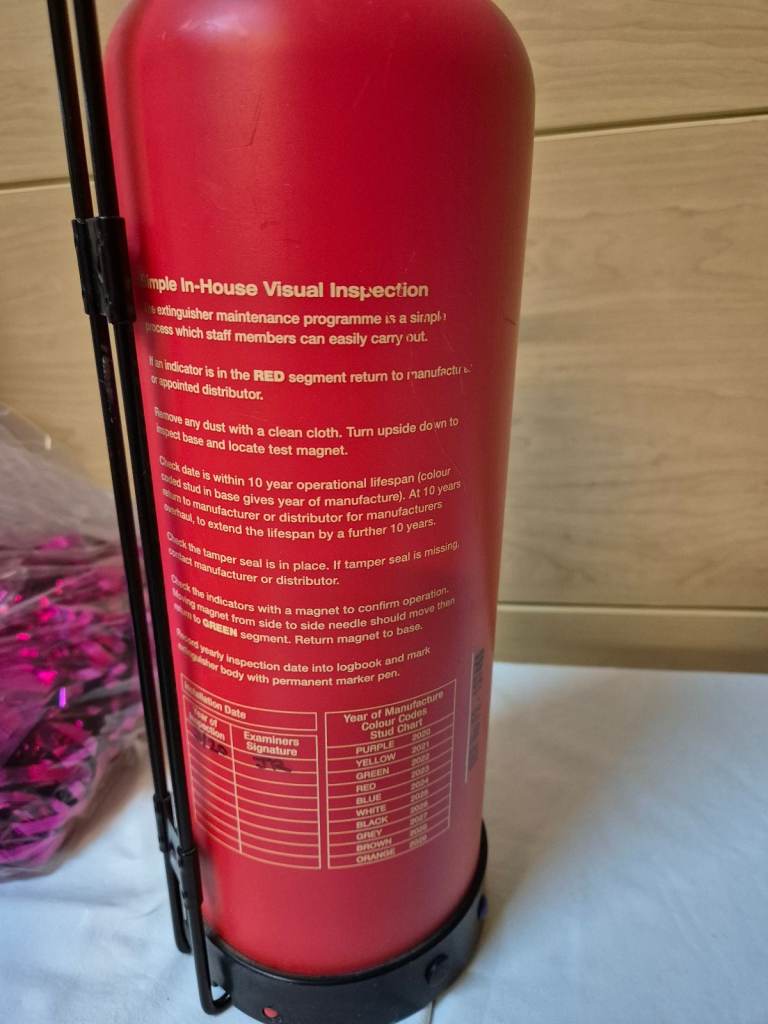 Simple In-House Visual Inspection
extinguisher maintenance programme is a simple
process which staff members can easily carry out.
If an indicator is in the RED segment return to manufacturer
or appointed distributor.
Remove any dust with a clean cloth. Turn upside down to
inspect base and locate test magnet.
Check date is within 10 year operational lifespan (colour
coded stud in base gives year of manufacture). At 10 years
return to manufacturer or distributor for manufacturers
overhaul, to extend the lifespan by a further 10 years.
Check the tamper seal is in place. If tamper seal is missing,
contact manufacturer or distributor.
Check the indicators with a magnet to confirm operation.
Moving magnet from side to side needle should move then
return to GREEN segment. Return magnet to base.
Record yearly inspection date into logbook and mark
extinguisher body with permanent marker pen.
Installation Date
Year of
Inspection
Examiners
Signature
Year of Manufacture
Colour Codes
Stud Chart
PURPLE 2020
YELLOW 2021
GREEN 2022
RED 2023
BLUE 2024
WHITE 2025
BLACK 2026
GREY 2027
BROWN 2028
ORANGE 2029